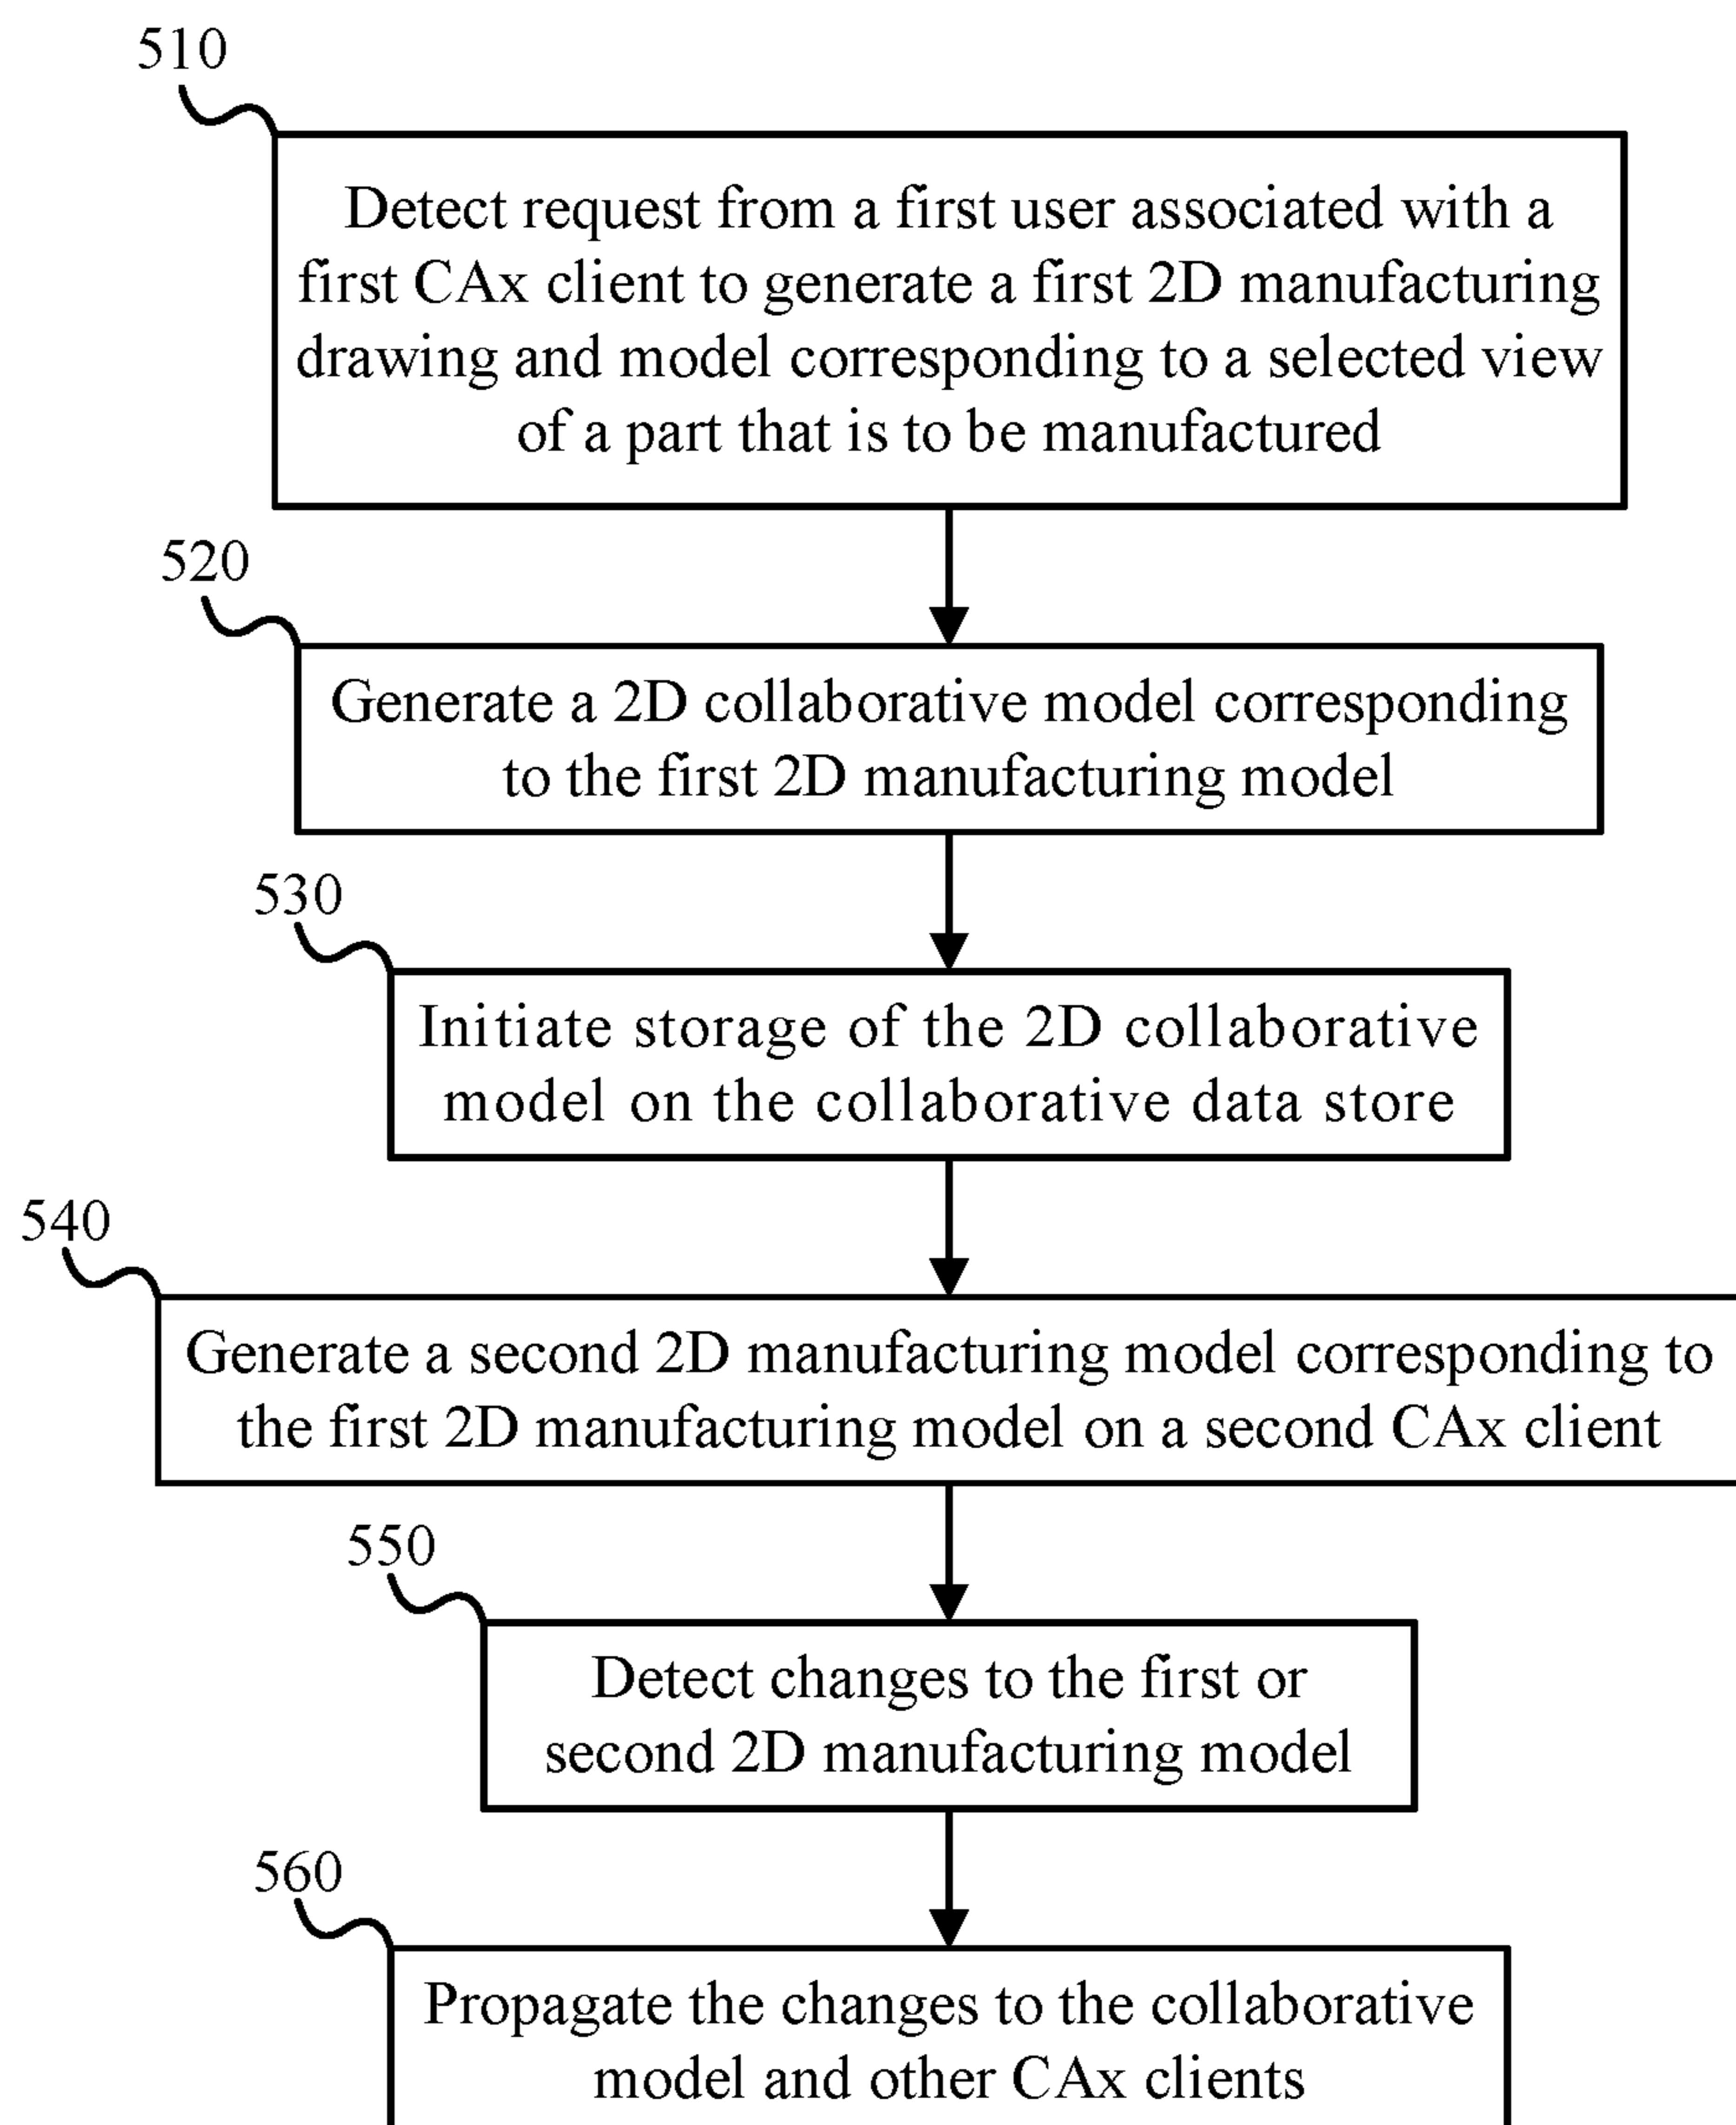 510
Detect request from a first user associated with a
first CAx client to generate a first 2D manufacturing
drawing and model corresponding to a selected view
of a part that is to be manufactured
520
Generate a 2D collaborative model corresponding
to the first 2D manufacturing model
530
Initiate storage of the 2D collaborative
model on the collaborative data store
540
Generate a second 2D manufacturing model corresponding to
the first 2D manufacturing model on a second CAx client
550
Detect changes to the first or
second 2D manufacturing model
560
Propagate the changes to the collaborative
model and other CAx clients